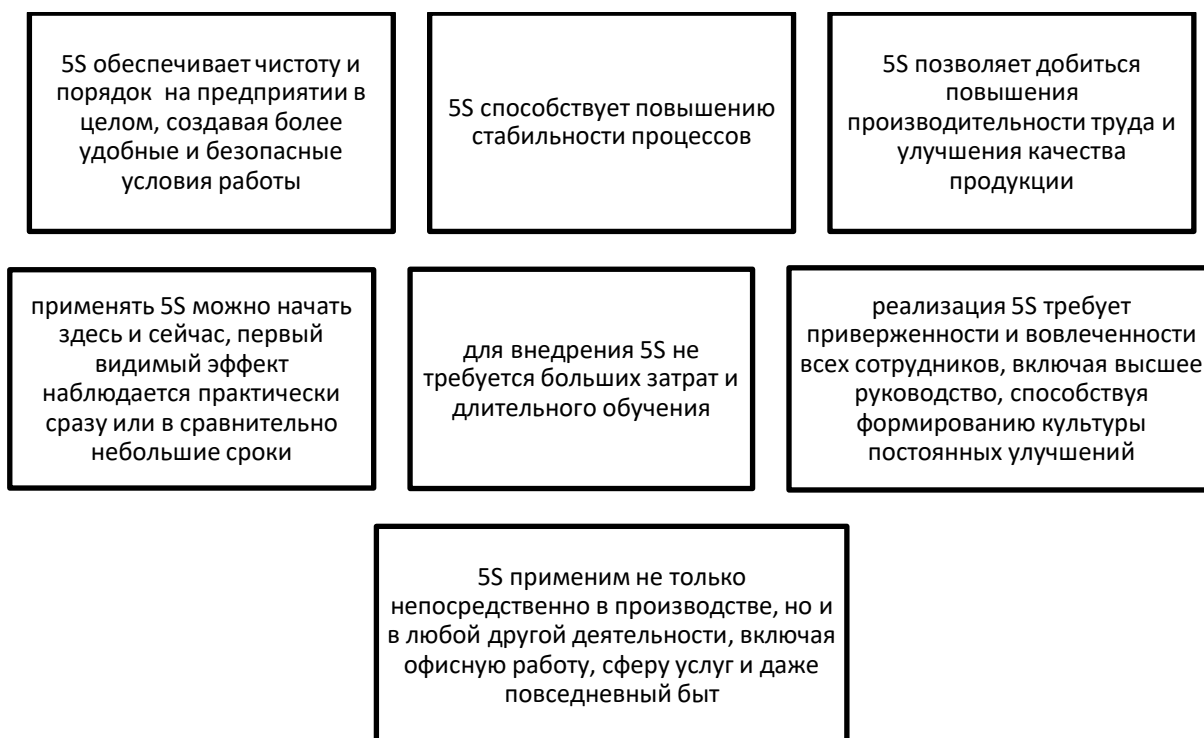 5S обеспечивает чистоту и
порядок на предприятии в
целом, создавая более
удобные и безопасные
условия работы
5S способствует повышению
стабильности процессов
5S позволяет добиться
повышения
производительности труда и
улучшения качества
продукции
применять 5S можно начать
здесь и сейчас, первый
видимый эффект
наблюдается практически
сразу или в сравнительно
небольшие сроки
для внедрения 5S не
требуется больших затрат и
длительного обучения
реализация 5S требует
приверженности и вовлеченности
всех сотрудников, включая высшее
руководство, способствуя
формированию культуры
постоянных улучшений
5S применим не только
непосредственно в производстве, но и
в любой другой деятельности, включая
офисную работу, сферу услуг и даже
повседневный быт